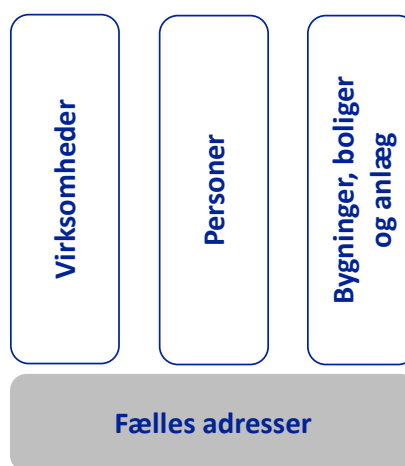 Virksomheder
Personer
Bygninger, boliger
og anlæg
Fælles adresser